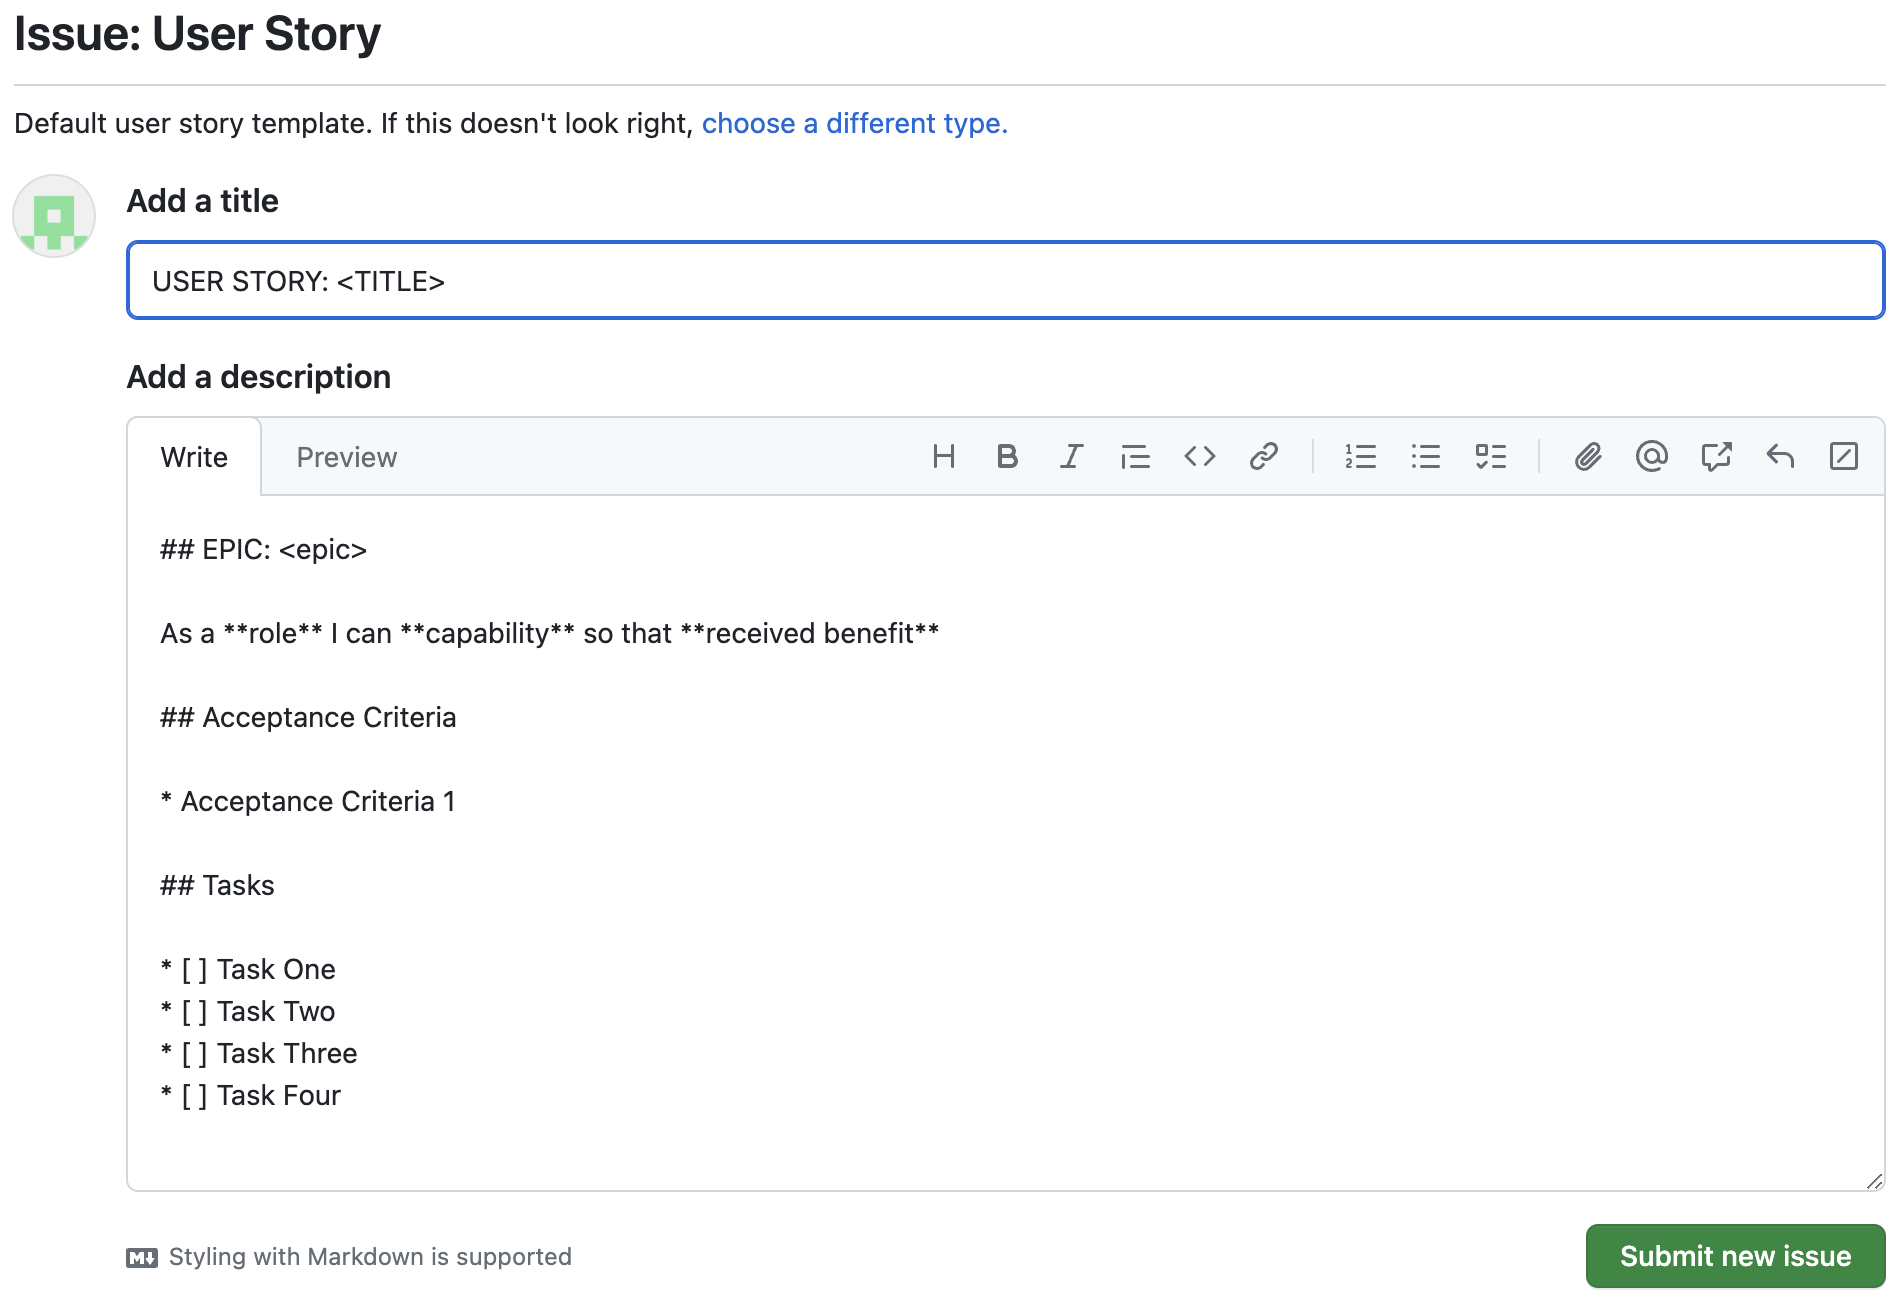 Issue: User Story
Default user story template. If this doesn't look right, choose a different type.
Add a title
USER STORY: <TITLE>
Add a description
Write Preview
## EPIC: <epic>
As a **role** I can **capability** so that **received benefit**
## Acceptance Criteria
* Acceptance Criteria 1
## Tasks
* [ ] Task One
* [ ] Task Two
* [ ] Task Three
* [ ] Task Four
Styling with Markdown is supported
Submit new issue